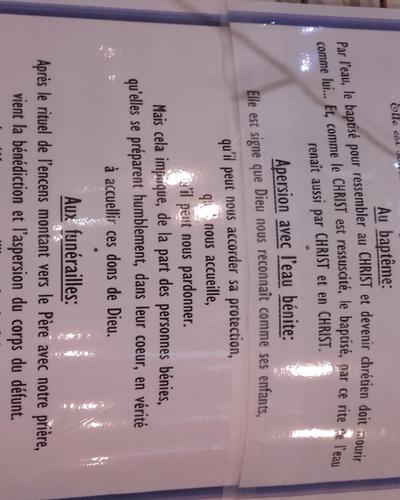 Elle est
Au baptême:
Par l'eau, le baptisé pour ressembler au CHRIST et devenir chrétien doit mourir
comme lui... Et, comme le CHRIST est ressuscité, le baptisé, par ce rite de l'eau
renaît aussi par CHRIST et en CHRIST.
*
Apersion avec l'eau bénite:
Elle est signe que Dieu nous reconnaît comme ses enfants,
qu'il peut nous accorder sa protection,
nous accueille,
qu'il peut nous pardonner.
Mais cela implique, de la part des personnes bénies,
qu'elles se préparent humblement, dans leur coeur, en vérité
à accueillir ces dons de Dieu.
*
Aux funérailles:
Après le rituel de l'encens montant vers le Père avec notre prière,
vient la bénédiction et l'aspersion du corps du défunt.